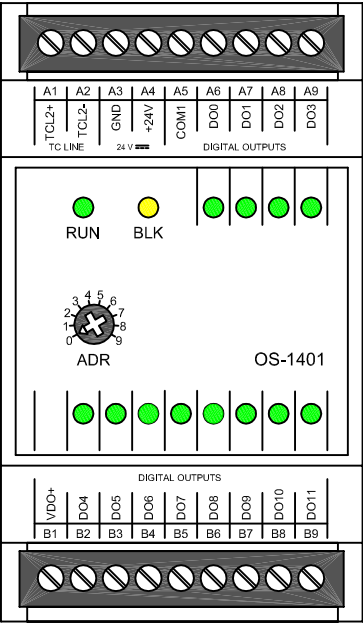 A1 A2 A3 A4 A5 A6 A7 A8 A9
TCL2+ TCL2- GND +24V COM1 DO0 DO1 DO2 DO3
TC LINE 24 V DIGITAL OUTPUTS
RUN BLK
0 1 2 3 4 5 6 7 8 9
ADR
OS-1401
DIGITAL OUTPUTS
VDO+ DO4 DO5 DO6 DO7 DO8 DO9 DO10 DO11
B1 B2 B3 B4 B5 B6 B7 B8 B9